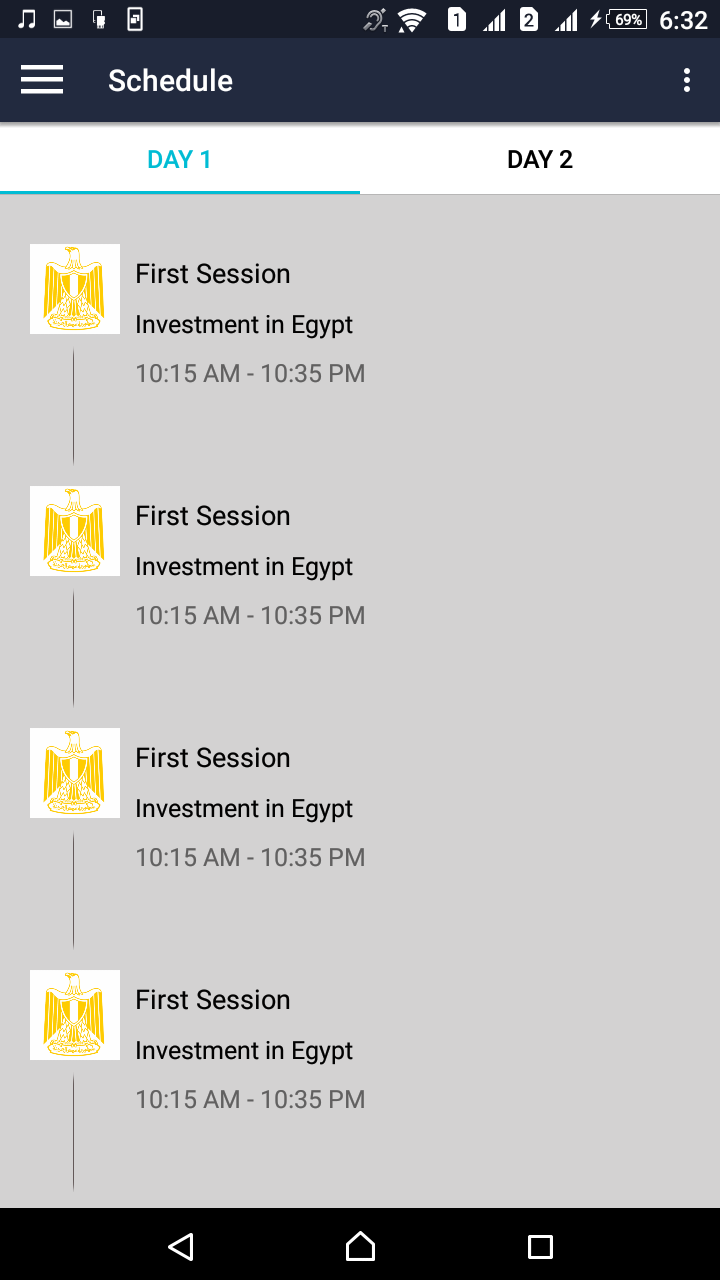 1
2
69%
6:32
Schedule
DAY 1
DAY 2
First Session
Investment in Egypt
10:15 AM - 10:35 PM
First Session
Investment in Egypt
10:15 AM - 10:35 PM
First Session
Investment in Egypt
10:15 AM - 10:35 PM
First Session
Investment in Egypt
10:15 AM - 10:35 PM